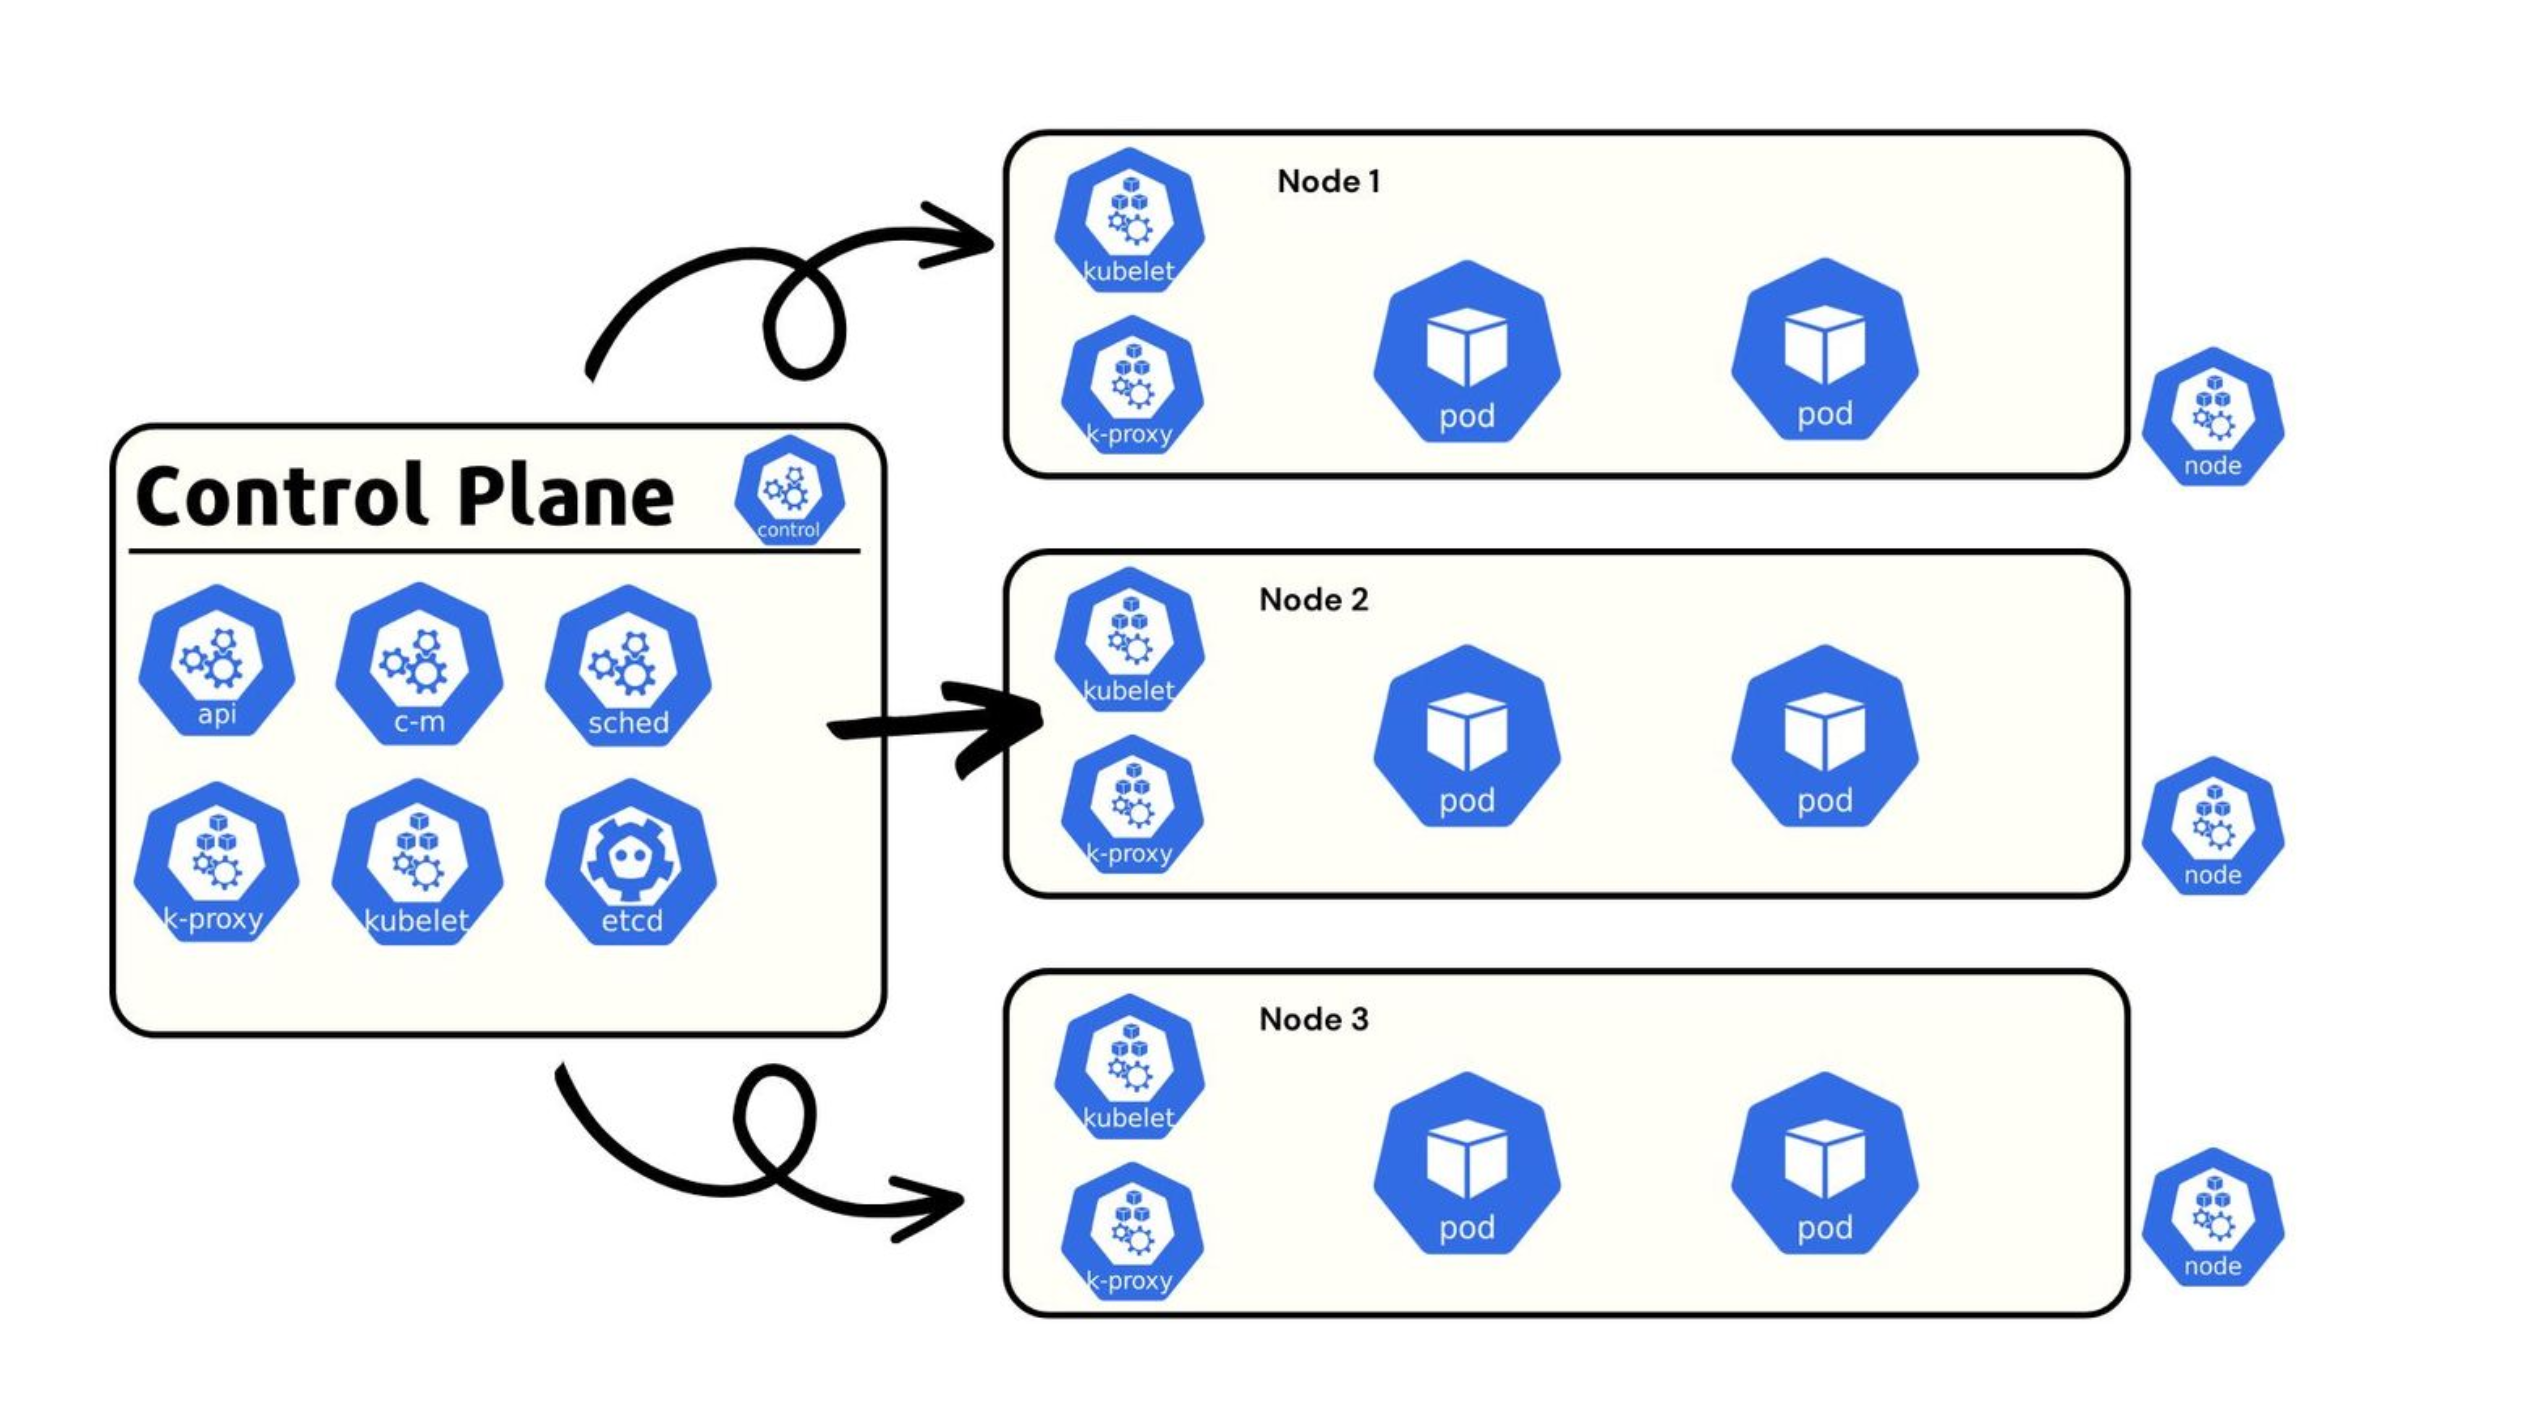 Control Plane
control
api
c-m
sched
k-proxy
kubelet
etcd
Node 1
kubelet
k-proxy
pod
pod
node
Node 2
kubelet
k-proxy
pod
pod
node
Node 3
kubelet
k-proxy
pod
pod
node